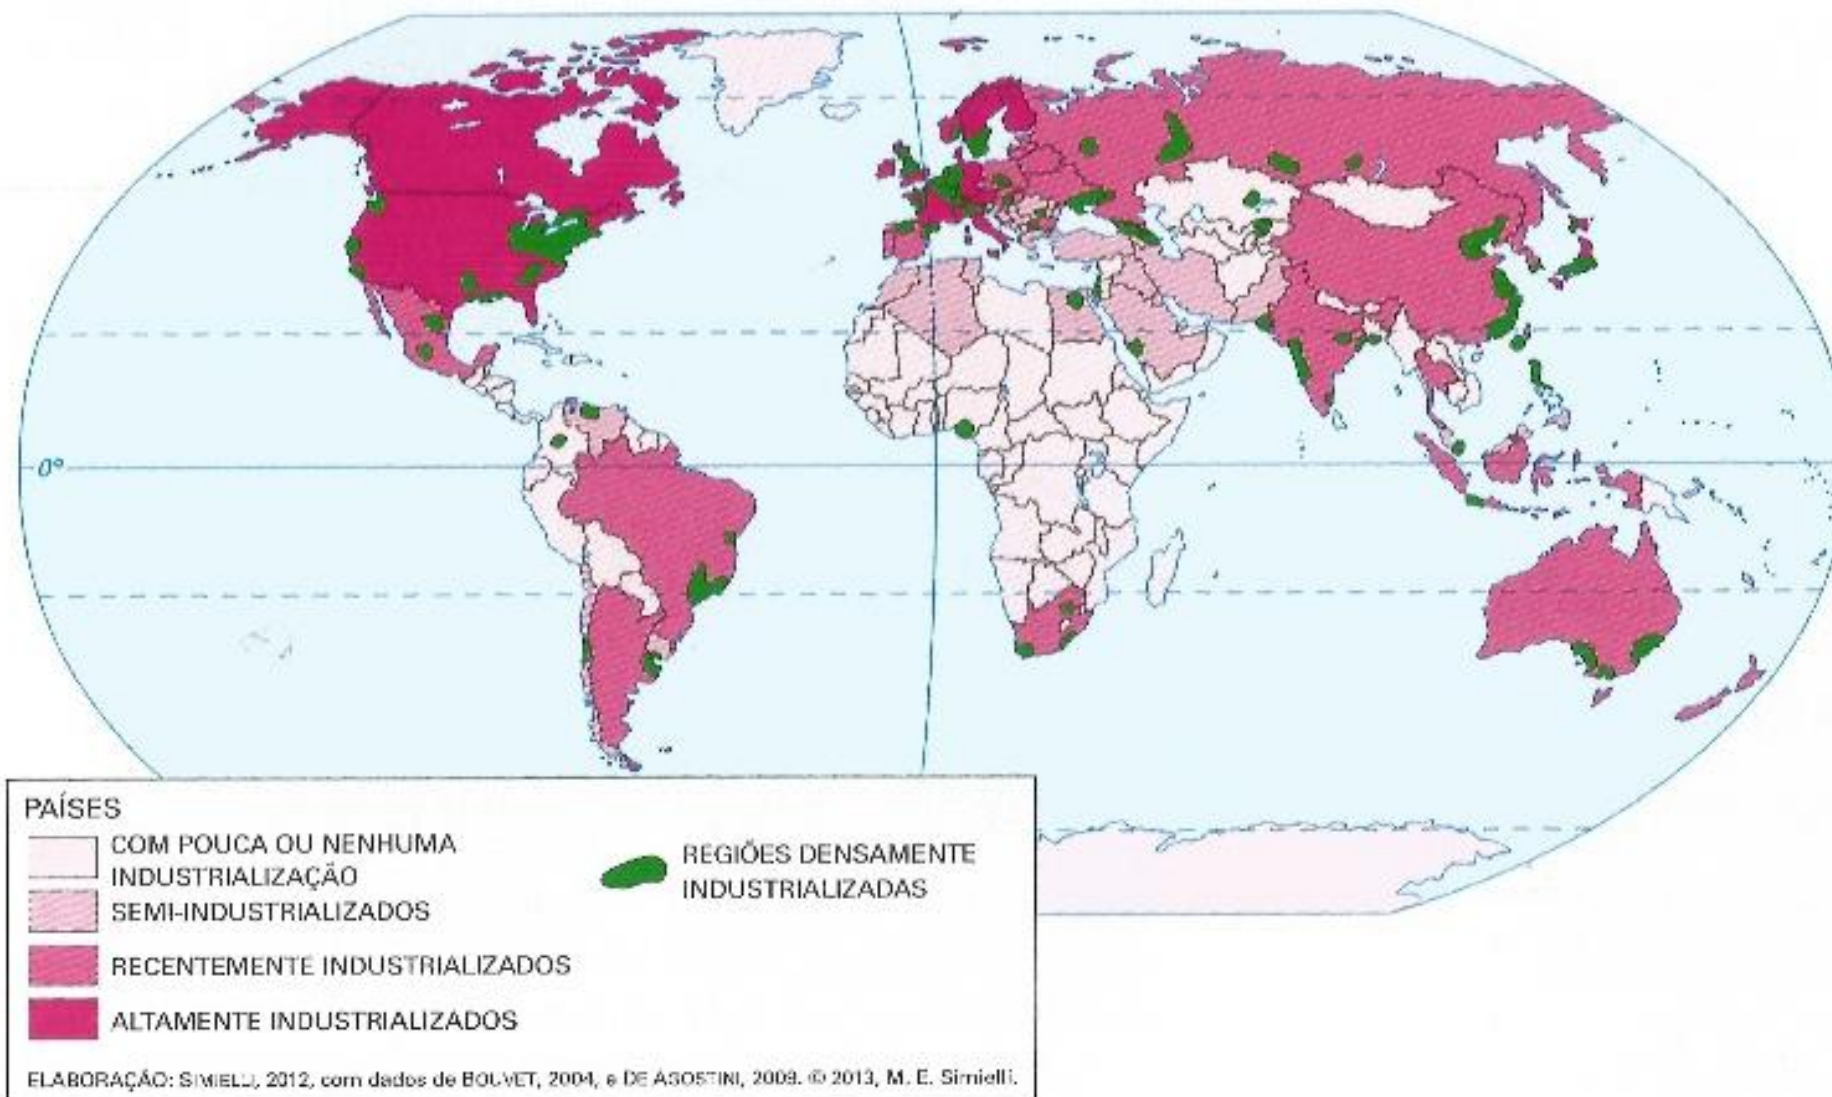 0º
PAÍSES
COM POUCA OU NENHUMA
INDUSTRIALIZAÇÃO
SEMI-INDUSTRIALIZADOS
RECENTEMENTE INDUSTRIALIZADOS
ALTAMENTE INDUSTRIALIZADOS
REGIÕES DENSAMENTE
INDUSTRIALIZADAS
ELABORAÇÃO: SIMIELLI, 2012, com dados de BOUVET, 2004, e DE AGOSTINI, 2009. © 2013, M. E. Simielli.